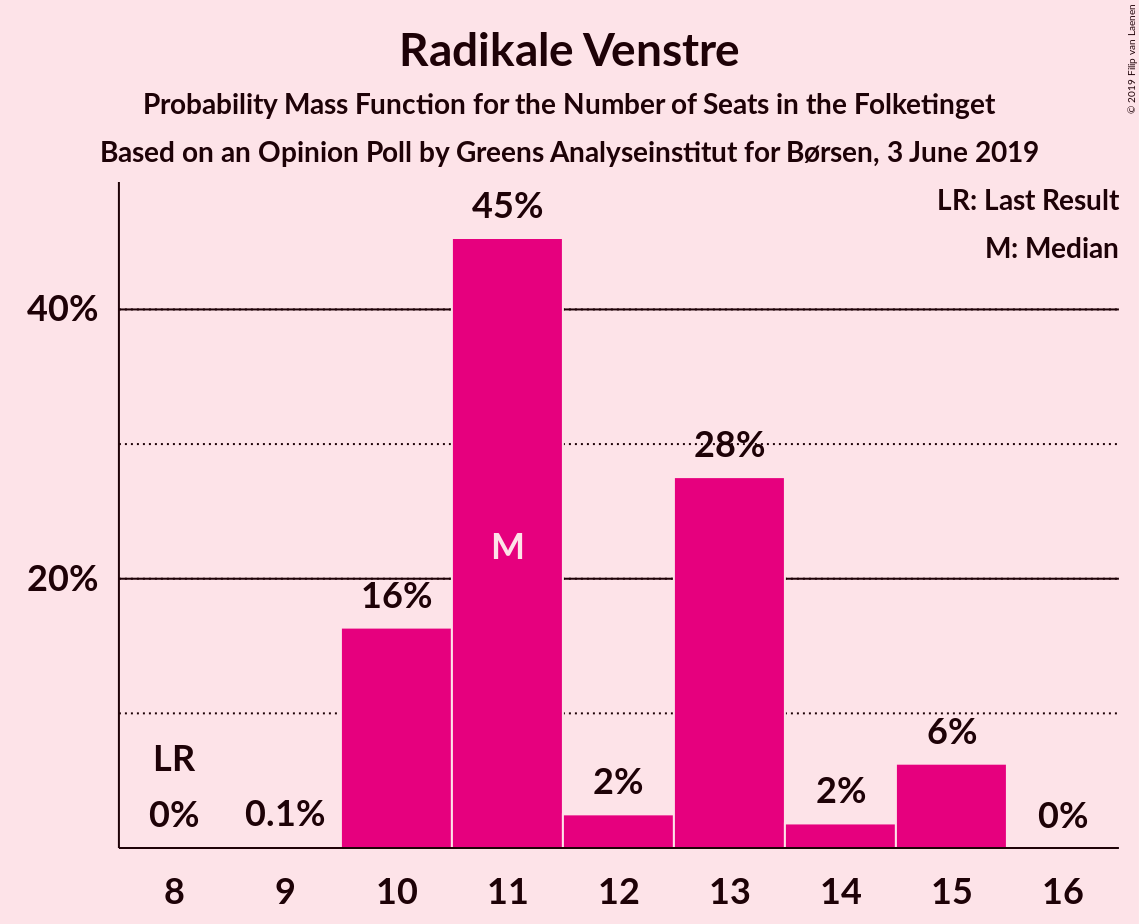 Radikale Venstre
Probability Mass Function for the Number of Seats in the Folketinget
Based on an Opinion Poll by Greens Analyseinstitut for Børsen, 3 June 2019
© 2019 Filip van Laenen
LR: Last Result
M: Median
45%
40%
28%
M
20%
16%
LR
6%
2%
2%
0%
0.1%
0%
8 9 10 11 12 13 14 15 16